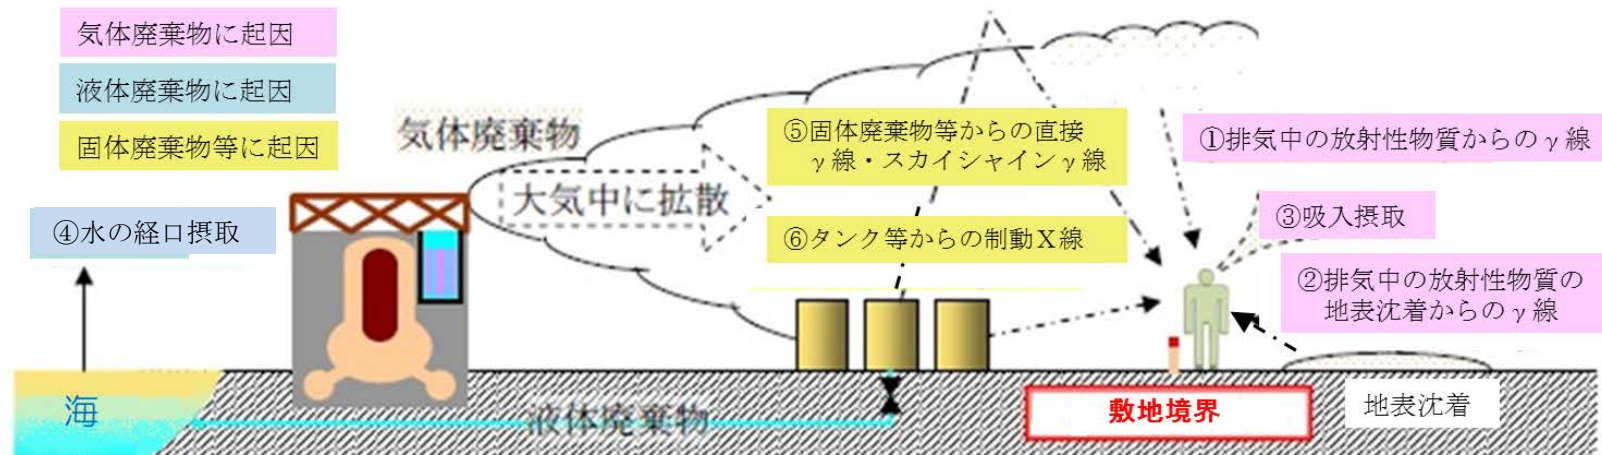 気体廃棄物に起因
液体廃棄物に起因
固体廃棄物等に起因
気体廃棄物
大気中に拡散
⑤固体廃棄物等からの直接
γ線・スカイシャインγ線
⑥タンク等からの制動X線
①排気中の放射性物質からのγ線
③吸入摂取
②排気中の放射性物質の
地表沈着からのγ線
④水の経口摂取
海
液体廃棄物
敷地境界
地表沈着